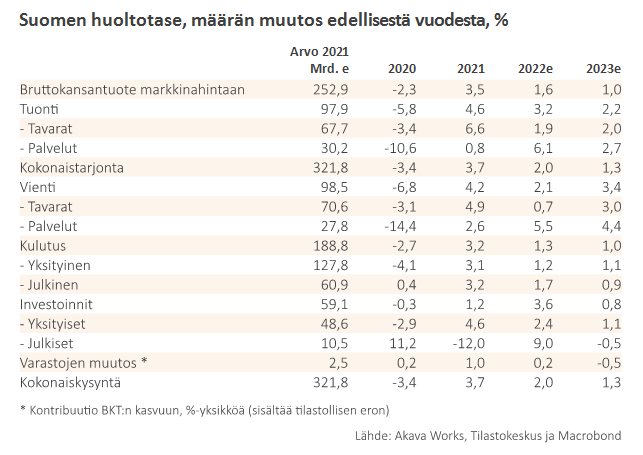 Suomen huoltotase, määrän muutos edellisestä vuodesta, %
Arvo 2021
Mrd. e 2020 2021 2022e 2023e
Bruttokansantuote markkinahintaan 252,9 -2,3 3,5 1,6 1,0
Tuonti 97,9 -5,8 4,6 3,2 2,2
- Tavarat 67,7 -3,4 6,6 1,9 2,0
- Palvelut 30,2 -10,6 0,8 6,1 2,7
Kokonaistarjonta 321,8 -3,4 3,7 2,0 1,3
Vienti 98,5 -6,8 4,2 2,1 3,4
- Tavarat 70,6 -3,1 4,9 0,7 3,0
- Palvelut 27,8 -14,4 2,6 5,5 4,4
Kulutus 188,8 -2,7 3,2 1,3 1,0
- Yksityinen 127,8 -4,1 3,1 1,2 1,1
- Julkinen 60,9 0,4 3,2 1,7 0,9
Investoinnit 59,1 -0,3 1,2 3,6 0,8
- Yksityiset 48,6 -2,9 4,6 2,4 1,1
- Julkiset 10,5 11,2 -12,0 9,0 -0,5
Varastojen muutos * 2,5 0,2 1,0 0,2 -0,5
Kokonaiskysyntä 321,8 -3,4 3,7 2,0 1,3
* Kontribuutio BKT:n kasvuun, %-yksikköä (sisältää tilastollisen eron)
Lähde: Akava Works, Tilastokeskus ja Macrobond